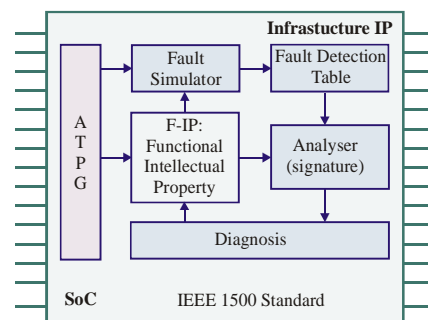 Infrastucture IP
A
T
P
G
Fault
Simulator
Fault Detection
Table
F-IP:
Functional
Intellectual
Property
Analyser
(signature)
Diagnosis
SoC
IEEE 1500 Standard